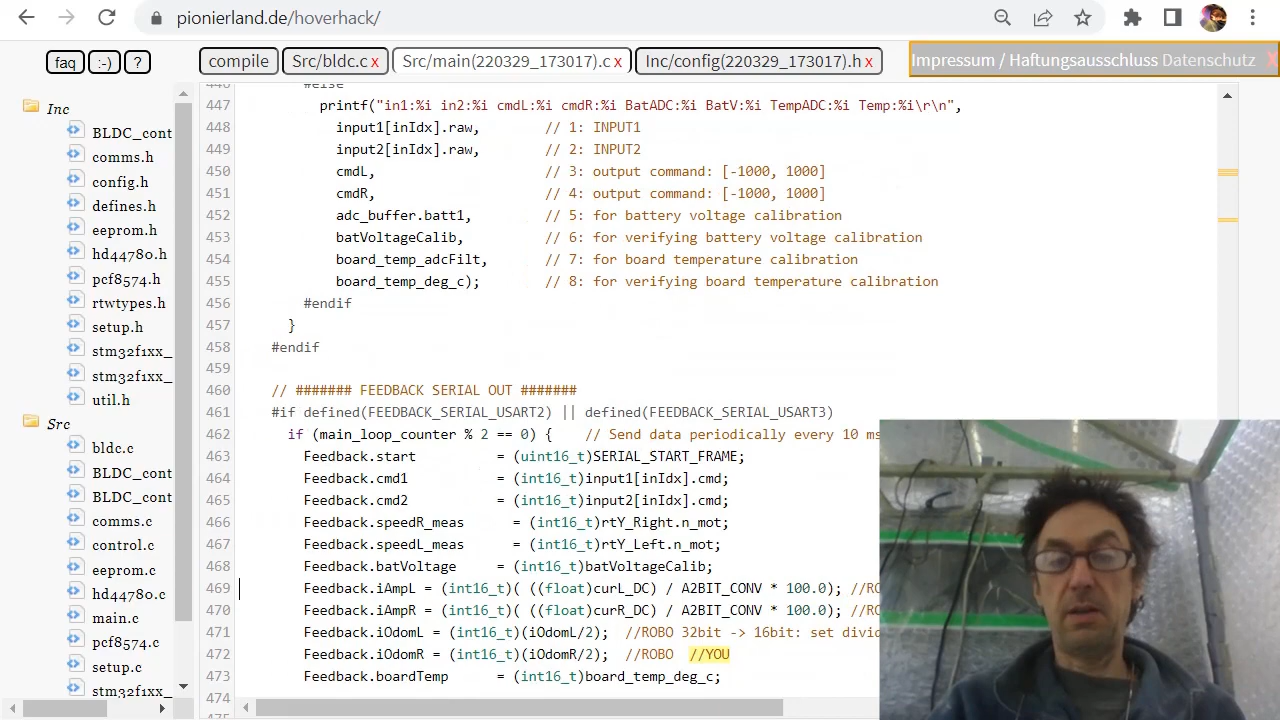 pionierland.de/hoverhack/
faq
:-)
?
compile
Src/bldc.c x
Src/main(220329_173017).c x
Inc/config(220329_173017).h x
Impressum / Haftungsausschluss Datenschutz X
Inc
BLDC_cont
comms.h
config.h
defines.h
eeprom.h
hd44780.h
pcf8574.h
rtwtypes.h
setup.h
stm32f1xx_
stm32f1xx_
util.h
Src
bldc.c
BLDC_cont
BLDC_cont
comms.c
control.c
eeprom.c
hd44780.c
main.c
pcf8574.c
setup.c
stm32f1xx_
446 #else
447 printf("in1:%i in2:%i cmdL:%i cmdR:%i BatADC:%i BatV:%i TempADC:%i Temp:%i\r\n",
448 input1[inIdx].raw, // 1: INPUT1
449 input2[inIdx].raw, // 2: INPUT2
450 cmdL, // 3: output command: [-1000, 1000]
451 cmdR, // 4: output command: [-1000, 1000]
452 adc_buffer.batt1, // 5: for battery voltage calibration
453 batVoltageCalib, // 6: for verifying battery voltage calibration
454 board_temp_adcFilt, // 7: for board temperature calibration
455 board_temp_deg_c); // 8: for verifying board temperature calibration
456 #endif
457 }
458 #endif
459
460 // ####### FEEDBACK SERIAL OUT #######
461 #if defined(FEEDBACK_SERIAL_USART2) || defined(FEEDBACK_SERIAL_USART3)
462 if (main_loop_counter % 2 == 0) { // Send data periodically every 10 ms
463 Feedback.start = (uint16_t)SERIAL_START_FRAME;
464 Feedback.cmd1 = (int16_t)input1[inIdx].cmd;
465 Feedback.cmd2 = (int16_t)input2[inIdx].cmd;
466 Feedback.speedR_meas = (int16_t)rtY_Right.n_mot;
467 Feedback.speedL_meas = (int16_t)rtY_Left.n_mot;
468 Feedback.batVoltage = (int16_t)batVoltageCalib;
469 Feedback.iAmpL = (int16_t)( ((float)curL_DC) / A2BIT_CONV * 100.0); //RO
470 Feedback.iAmpR = (int16_t)( ((float)curR_DC) / A2BIT_CONV * 100.0); //RO
471 Feedback.iOdomL = (int16_t)(iOdomL/2); //ROBO 32bit -> 16bit: set divid
472 Feedback.iOdomR = (int16_t)(iOdomR/2); //ROBO //YOU
473 Feedback.boardTemp = (int16_t)board_temp_deg_c;
474